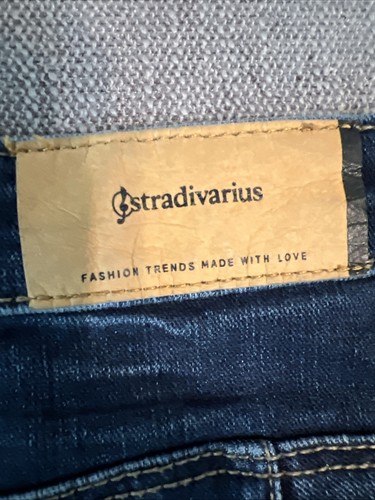 stradivarius
FASHION TRENDS MADE WITH LOVE